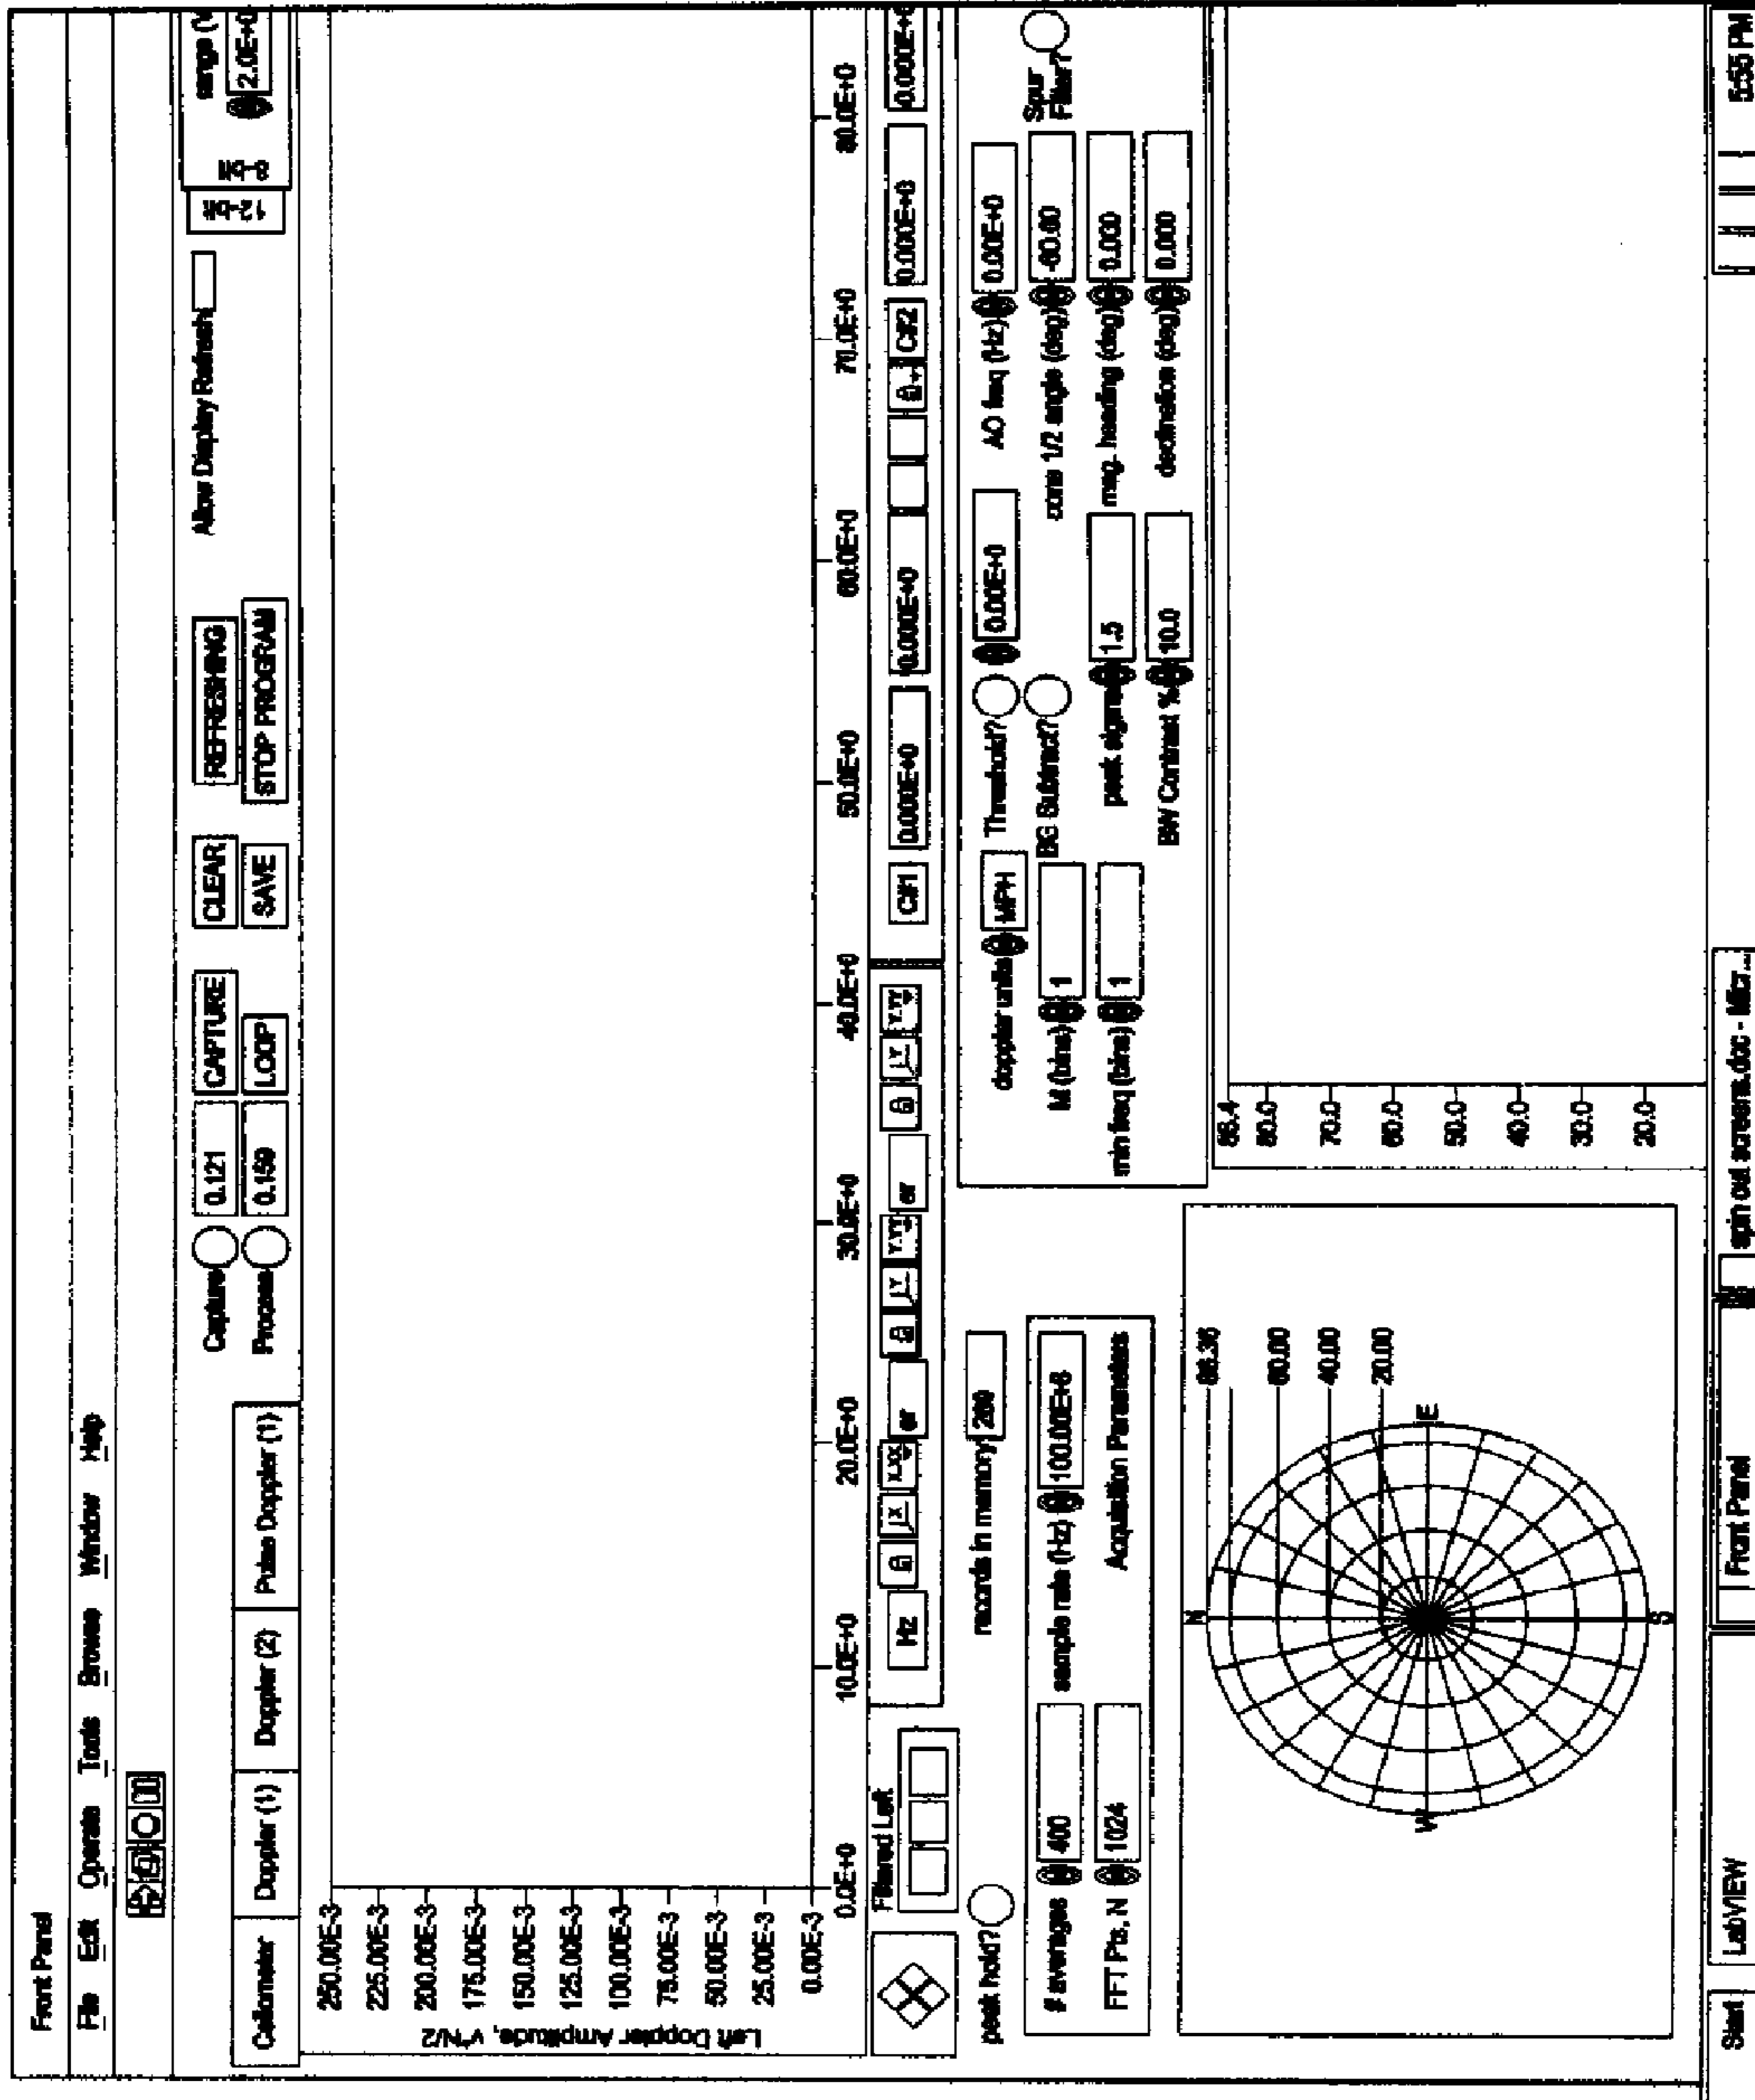 Front Panel
File Edit Operate Tools Browse Window Help
Capture 0.121 CAPTURE CLEAR REFRESHING Allow Display Refresh 12-bit 8-bit range (V
Process 0.159 LOOP SAVE STOP PROGRAM 2.0E+0
Ceilometer Doppler (1) Doppler (2) Pulse Doppler (1)
Left Doppler Amplitude, v^N/2
250.00E-3
225.00E-3
200.00E-3
175.00E-3
150.00E-3
125.00E-3
100.00E-3
75.00E-3
50.00E-3
25.00E-3
0.00E-3
0.0E+0 10.0E+0 20.0E+0 30.0E+0 40.0E+0 50.0E+0 60.0E+0 70.0E+0 80.0E+0
Filtered Left
Hz X X.XX er Y Y.YY er Y Y.YY C#1 0.000E+0 0.000E+0 C#2 0.000E+0 0.000E+0
peak hold? records in memory 260
doppler units MPH Threshold? 0.00E+0 AO freq (Hz) 0.00E+0
M (bins) 1 BG Subtract? cone 1/2 angle (deg) -60.00 Spur Filter?
min freq (bins) 1 peak sigma 1.5 mag. heading (deg) 0.000
BW Contrast % 10.0 declination (deg) 0.000
# averages 400 sample rate (Hz) 100.00E+6
FFT Pts, N 1024 Acquisition Parameters
N
E
S
W
86.36
60.00
40.00
20.00
86.4
80.0
70.0
60.0
50.0
40.0
30.0
20.0
Start LabVIEW Front Panel spin out screens.doc - Micr... 5:55 PM